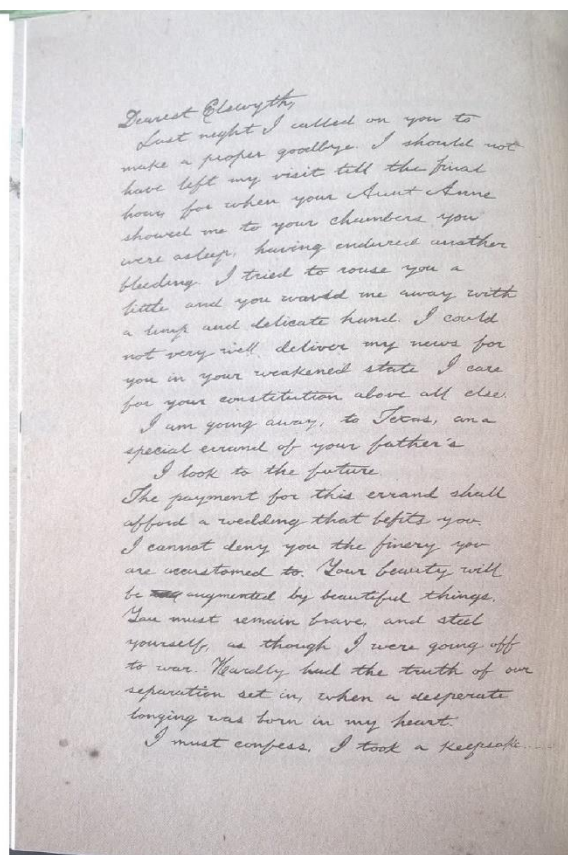 Dearest Elswyth,
Last night I called on you to
make a proper goodbye. I should not
have left my visit till the final
hour, for when your Aunt Anne
showed me to your chambers you
were asleep, having endured another
bleeding. I tried to rouse you a
little and you waved me away with
a limp and delicate hand. I could
not very well deliver my news for
you in your weakened state I care
for your constitution above all else.
I am going away, to Texas, on a
special errand of your father's
I look to the future
The payment for this errand shall
afford a wedding that befits you.
I cannot deny you the finery you
are accustomed to. Your beauty will
be augmented by beautiful things.
You must remain brave, and steel
yourself, as though I were going off
to war. Hardly had the truth of our
separation set in, when a desperate
longing was born in my heart.
I must confess, I took a keepsake